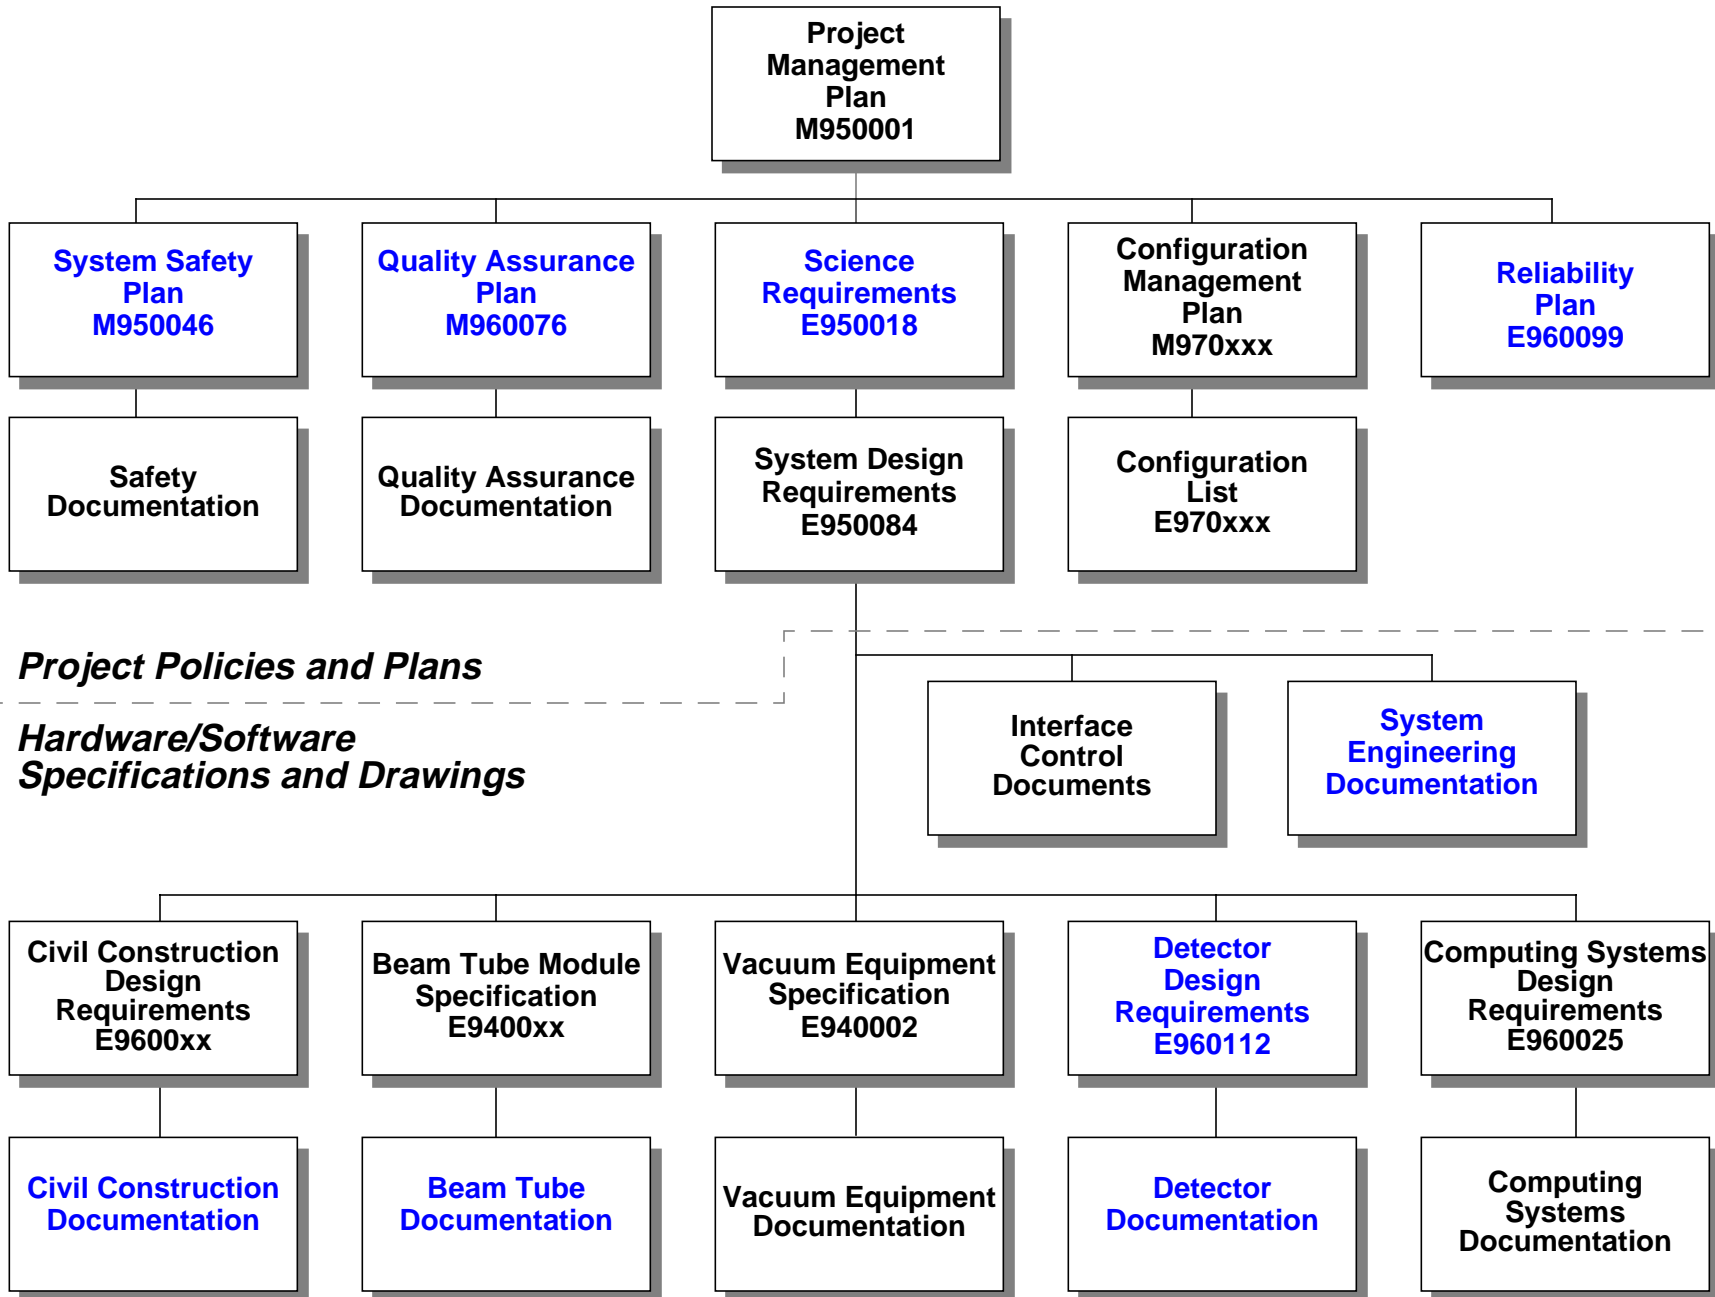 Project
Management
Plan
M950001
System Safety
Plan
M950046
Quality Assurance
Plan
M960076
Science
Requirements
E950018
Configuration
Management
Plan
M970xxx
Reliability
Plan
E960099
Safety
Documentation
Quality Assurance
Documentation
System Design
Requirements
E950084
Configuration
List
E970xxx
Project Policies and Plans
Hardware/Software
Specifications and Drawings
Interface
Control
Documents
System
Engineering
Documentation
Civil Construction
Design
Requirements
E9600xx
Beam Tube Module
Specification
E9400xx
Vacuum Equipment
Specification
E940002
Detector
Design
Requirements
E960112
Computing Systems
Design
Requirements
E960025
Civil Construction
Documentation
Beam Tube
Documentation
Vacuum Equipment
Documentation
Detector
Documentation
Computing
Systems
Documentation